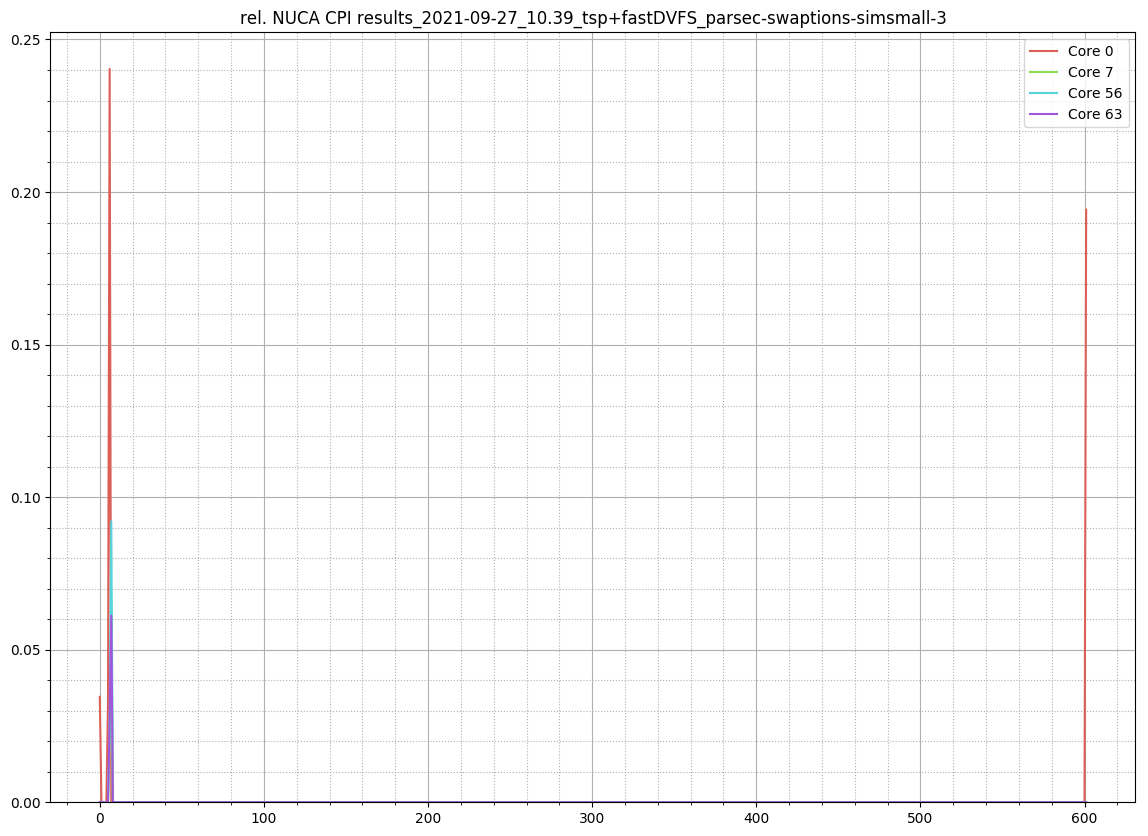 rel. NUCA CPI results_2021-09-27_10.39_tsp+fastDVFS_parsec-swaptions-simsmall-3
Core 0
Core 7
Core 56
Core 63
0.25
0.20
0.15
0.10
0.05
0.00
0
100
200
300
400
500
600